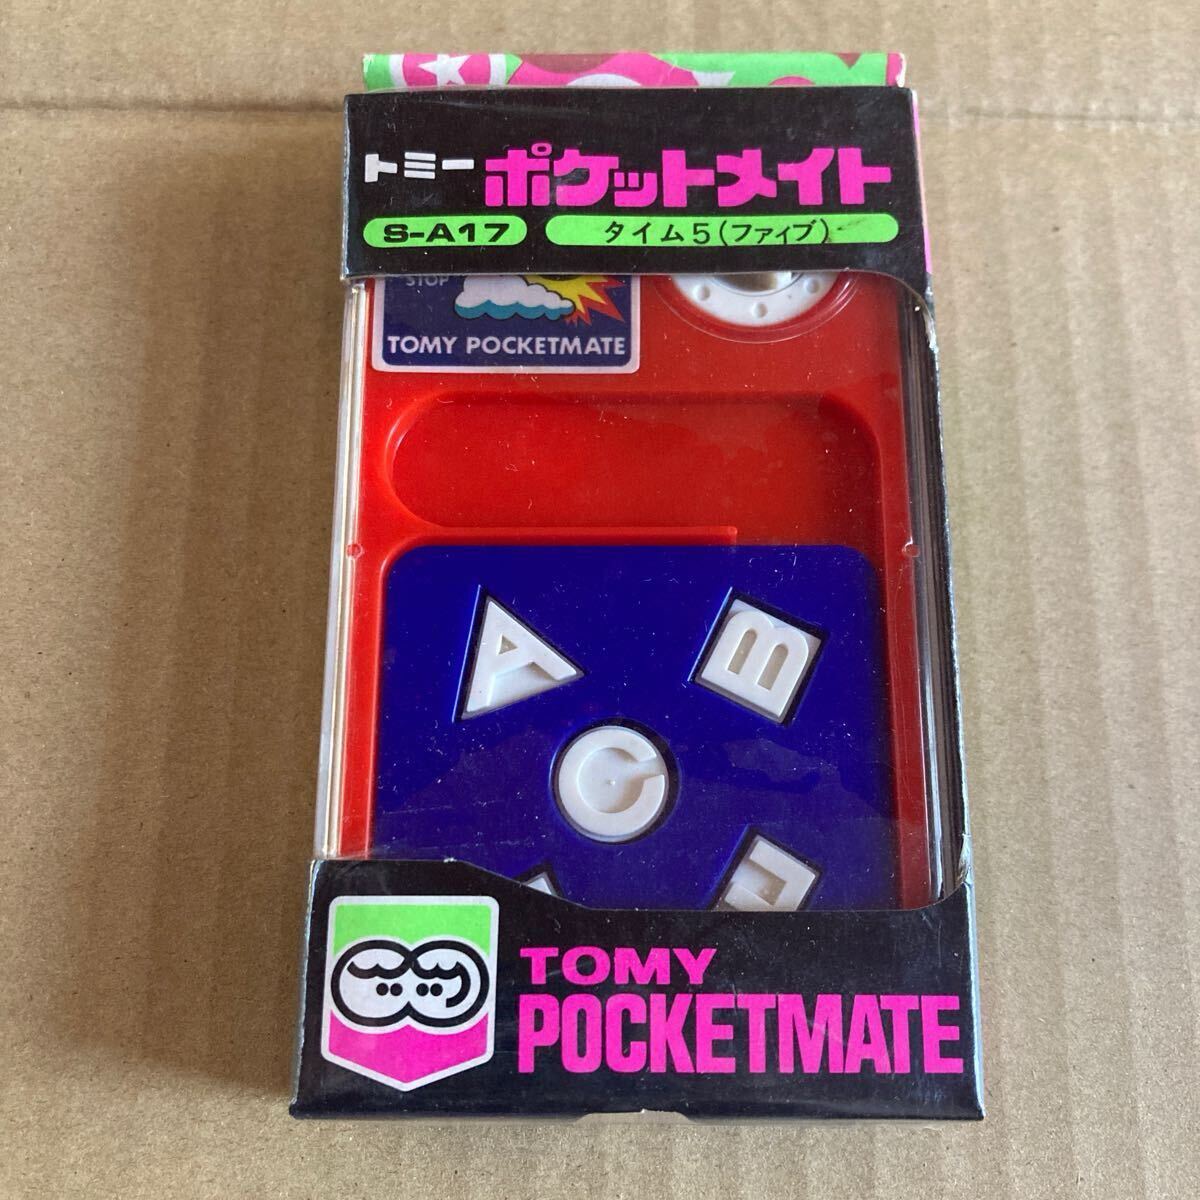 トミー ポケットメイト
S-A17 タイム5(ファイブ)
STOP
TOMY POCKETMATE
A B
C
TOMY
POCKETMATE